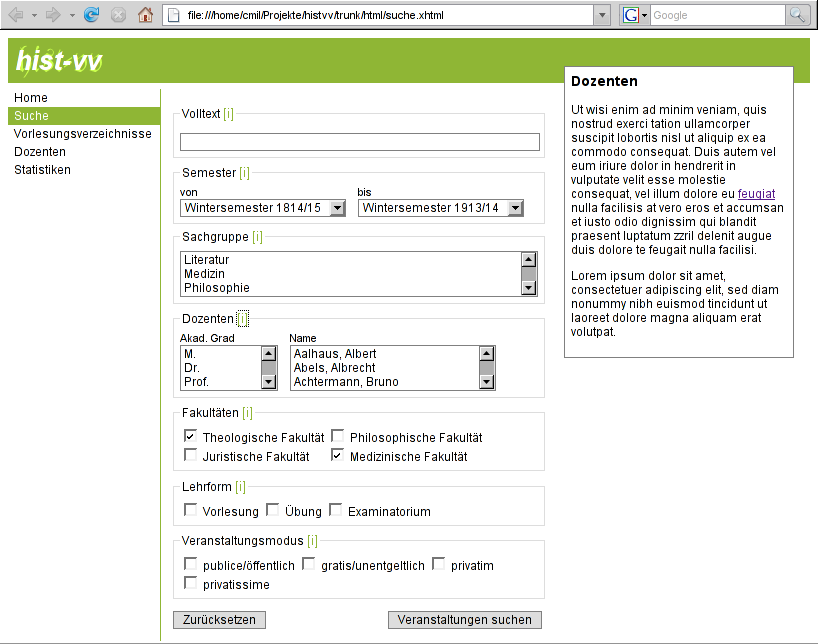 file:///home/cmil/Projekte/histvv/trunk/html/suche.xhtml
G
Google
hist-vv
Home
Suche
Vorlesungsverzeichnisse
Dozenten
Statistiken
Volltext [i]
Semester [i]
von bis
Wintersemester 1814/15 Wintersemester 1913/14
Sachgruppe [i]
Literatur
Medizin
Philosophie
Dozenten [i]
Akad. Grad Name
M. Aalhaus, Albert
Dr. Abels, Albrecht
Prof. Achtermann, Bruno
Fakultäten [i]
Theologische Fakultät Philosophische Fakultät
Juristische Fakultät Medizinische Fakultät
Lehrform [i]
Vorlesung Übung Examinatorium
Veranstaltungsmodus [i]
publice/öffentlich gratis/unentgeltlich privatim
privatissime
Zurücksetzen Veranstaltungen suchen
Dozenten
Ut wisi enim ad minim veniam, quis
nostrud exerci tation ullamcorper
suscipit lobortis nisl ut aliquip ex ea
commodo consequat. Duis autem vel
eum iriure dolor in hendrerit in
vulputate velit esse molestie
consequat, vel illum dolore eu feugiat
nulla facilisis at vero eros et accumsan
et iusto odio dignissim qui blandit
praesent luptatum zzril delenit augue
duis dolore te feugait nulla facilisi.
Lorem ipsum dolor sit amet,
consectetuer adipiscing elit, sed diam
nonummy nibh euismod tincidunt ut
laoreet dolore magna aliquam erat
volutpat.